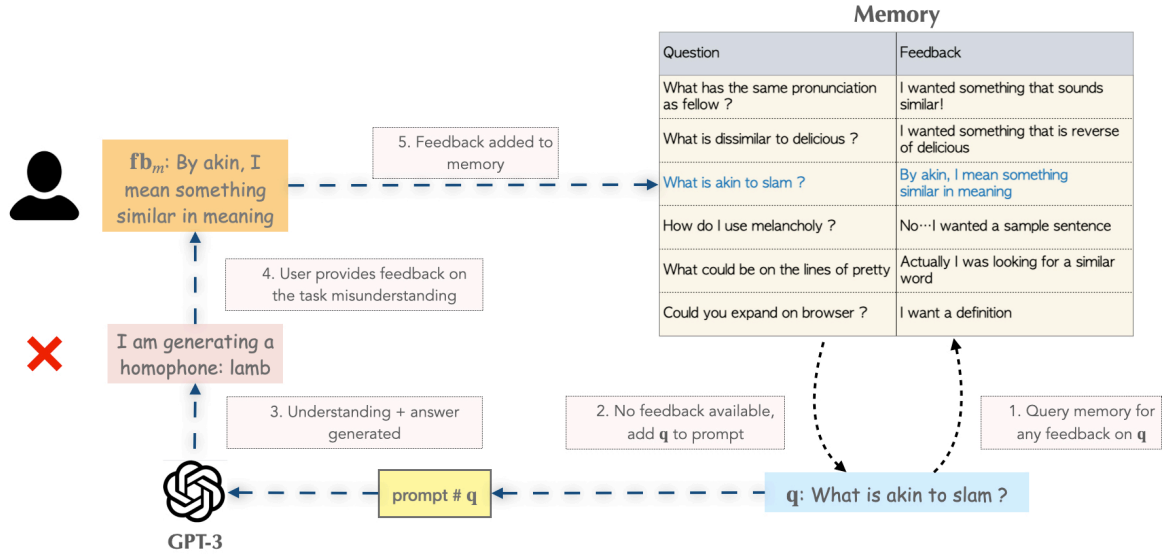 Memory
Question Feedback
What has the same pronunciation
as fellow ?
I wanted something that sounds
similar!
What is dissimilar to delicious ?
I wanted something that is reverse
of delicious
What is akin to slam ?
By akin, I mean something
similar in meaning
How do I use melancholy ?
No⋯I wanted a sample sentence
What could be on the lines of pretty
Actually I was looking for a similar
word
Could you expand on browser ?
I want a definition
fbm: By akin, I
mean something
similar in meaning
5. Feedback added to
memory
4. User provides feedback on
the task misunderstanding
I am generating a
homophone: lamb
3. Understanding + answer
generated
2. No feedback available,
add q to prompt
1. Query memory for
any feedback on q
prompt # q
q: What is akin to slam ?
GPT-3